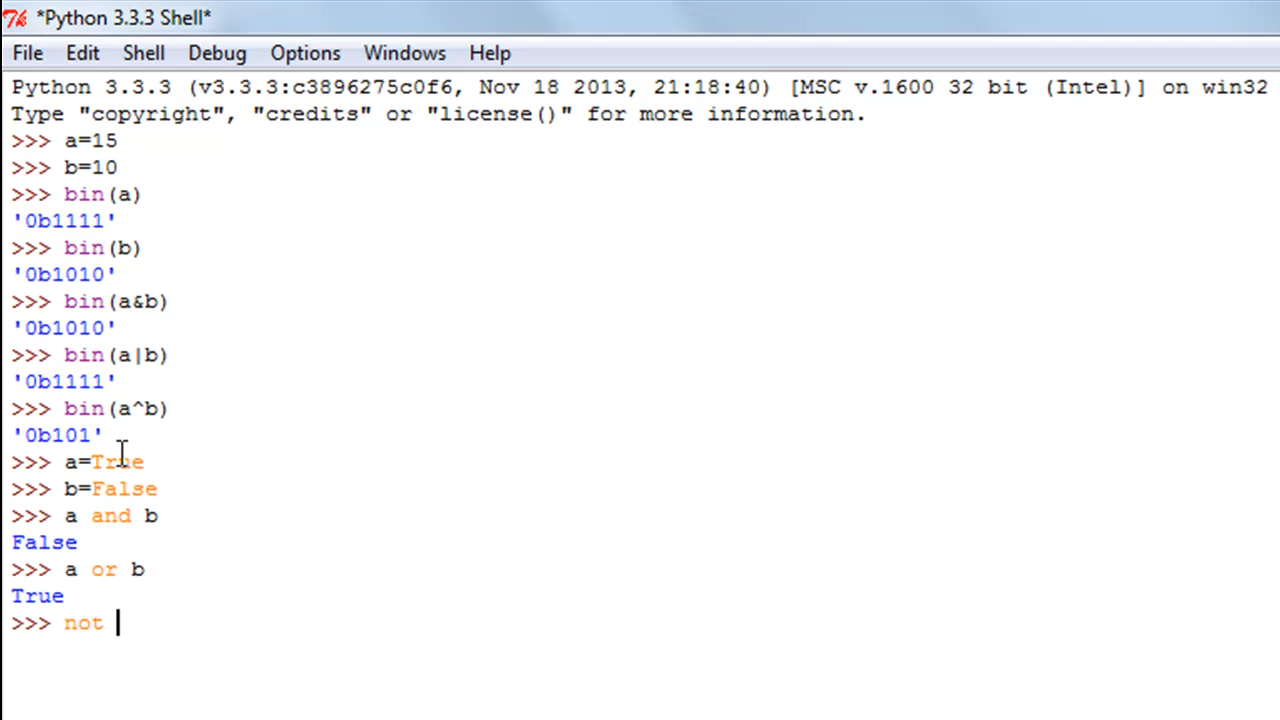 *Python 3.3.3 Shell*
File Edit Shell Debug Options Windows Help
Python 3.3.3 (v3.3.3:c3896275c0f6, Nov 18 2013, 21:18:40) [MSC v.1600 32 bit (Intel)] on win32
Type "copyright", "credits" or "license()" for more information.
>>> a=15
>>> b=10
>>> bin(a)
'0b1111'
>>> bin(b)
'0b1010'
>>> bin(a&b)
'0b1010'
>>> bin(a|b)
'0b1111'
>>> bin(a^b)
'0b101'
>>> a=True
>>> b=False
>>> a and b
False
>>> a or b
True
>>> not